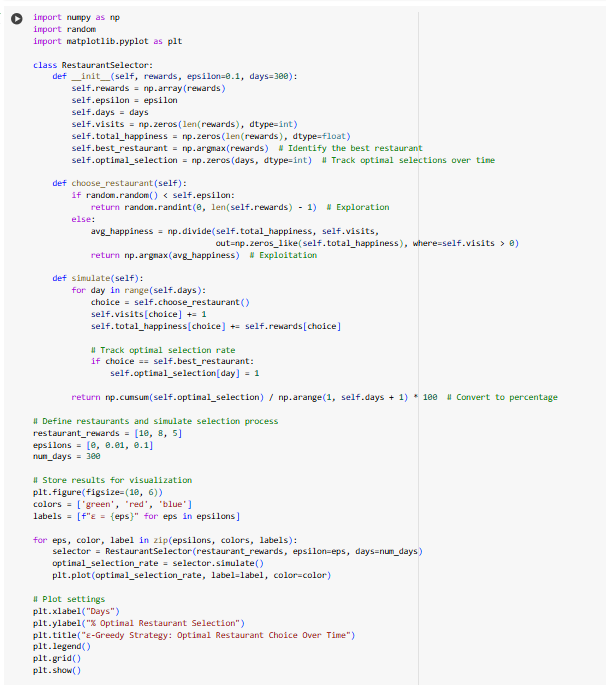 import numpy as np
import random
import matplotlib.pyplot as plt
class RestaurantSelector:
def __init__(self, rewards, epsilon=0.1, days=300):
self.rewards = np.array(rewards)
self.epsilon = epsilon
self.days = days
self.visits = np.zeros(len(rewards), dtype=int)
self.total_happiness = np.zeros(len(rewards), dtype=float)
self.best_restaurant = np.argmax(rewards)  # Identify the best restaurant
self.optimal_selection = np.zeros(days, dtype=int)  # Track optimal selections over time
def choose_restaurant(self):
if random.random() < self.epsilon:
return random.randint(0, len(self.rewards) - 1)  # Exploration
else:
avg_happiness = np.divide(self.total_happiness, self.visits,
out=np.zeros_like(self.total_happiness), where=self.visits > 0)
return np.argmax(avg_happiness)  # Exploitation
def simulate(self):
for day in range(self.days):
choice = self.choose_restaurant()
self.visits[choice] += 1
self.total_happiness[choice] += self.rewards[choice]
# Track optimal selection rate
if choice == self.best_restaurant:
self.optimal_selection[day] = 1
return np.cumsum(self.optimal_selection) / np.arange(1, self.days + 1) * 100  # Convert to percentage
# Define restaurants and simulate selection process
restaurant_rewards = [10, 8, 5]
epsilons = [0, 0.01, 0.1]
num_days = 300
# Store results for visualization
plt.figure(figsize=(10, 6))
colors = ['green', 'red', 'blue']
labels = [f"ε = {eps}" for eps in epsilons]
for eps, color, label in zip(epsilons, colors, labels):
selector = RestaurantSelector(restaurant_rewards, epsilon=eps, days=num_days)
optimal_selection_rate = selector.simulate()
plt.plot(optimal_selection_rate, label=label, color=color)
# Plot settings
plt.xlabel("Days")
plt.ylabel("% Optimal Restaurant Selection")
plt.title("ε-Greedy Strategy: Optimal Restaurant Choice Over Time")
plt.legend()
plt.grid()
plt.show()